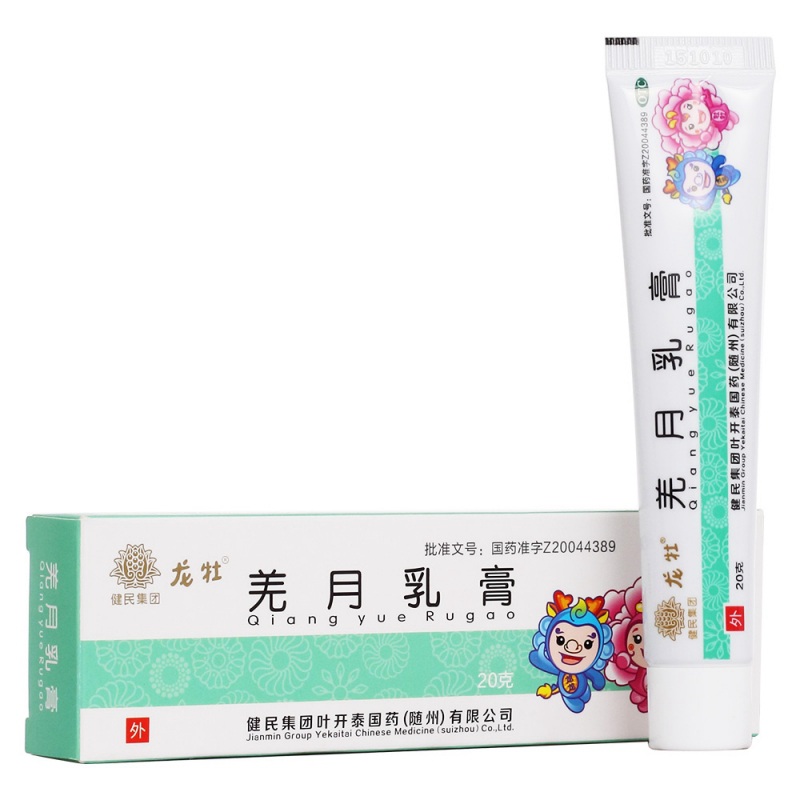 151010
OTC
批准文号：国药准字Z20044389
羌月乳膏
Qiang yue Rugao
健民集团叶开泰国药(随州)有限公司
Jianmin Group Yekaitai Chinese Medicine (suizhou) Co.,Ltd.
龙牡®
健民集团
外
20克
健民集团
龙牡®
批准文号：国药准字Z20044389
羌月乳膏
Qiang yue Rugao
20克
健民集团叶开泰国药(随州)有限公司
Jianmin Group Yekaitai Chinese Medicine (suizhou) Co.,Ltd.
外
羌月乳膏
Qiang yue Rugao